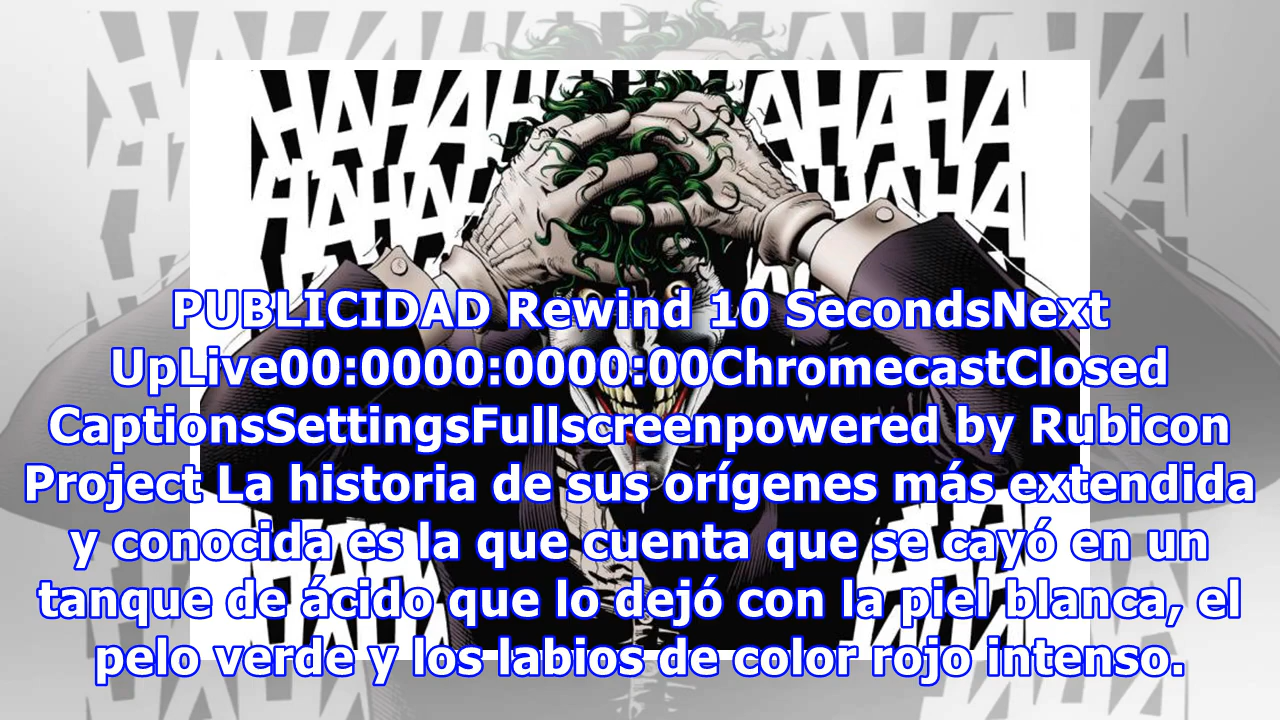 HAHAHAHAHAHA
HAHAHAHAHA
PUBLICIDAD Rewind 10 SecondsNext
UpLive00:0000:0000:00ChromecastClosed
CaptionsSettingsFullscreenpowered by Rubicon
Project La historia de sus orígenes más extendida
y conocida es la que cuenta que se cayó en un
tanque de ácido que lo dejó con la piel blanca, el
pelo verde y los labios de color rojo intenso.